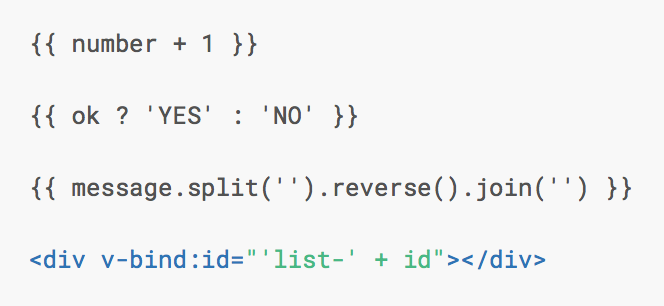 {{ number + 1 }}
{{ ok ? 'YES' : 'NO' }}
{{ message.split('').reverse().join('') }}
<div v-bind:id="'list-' + id"></div>